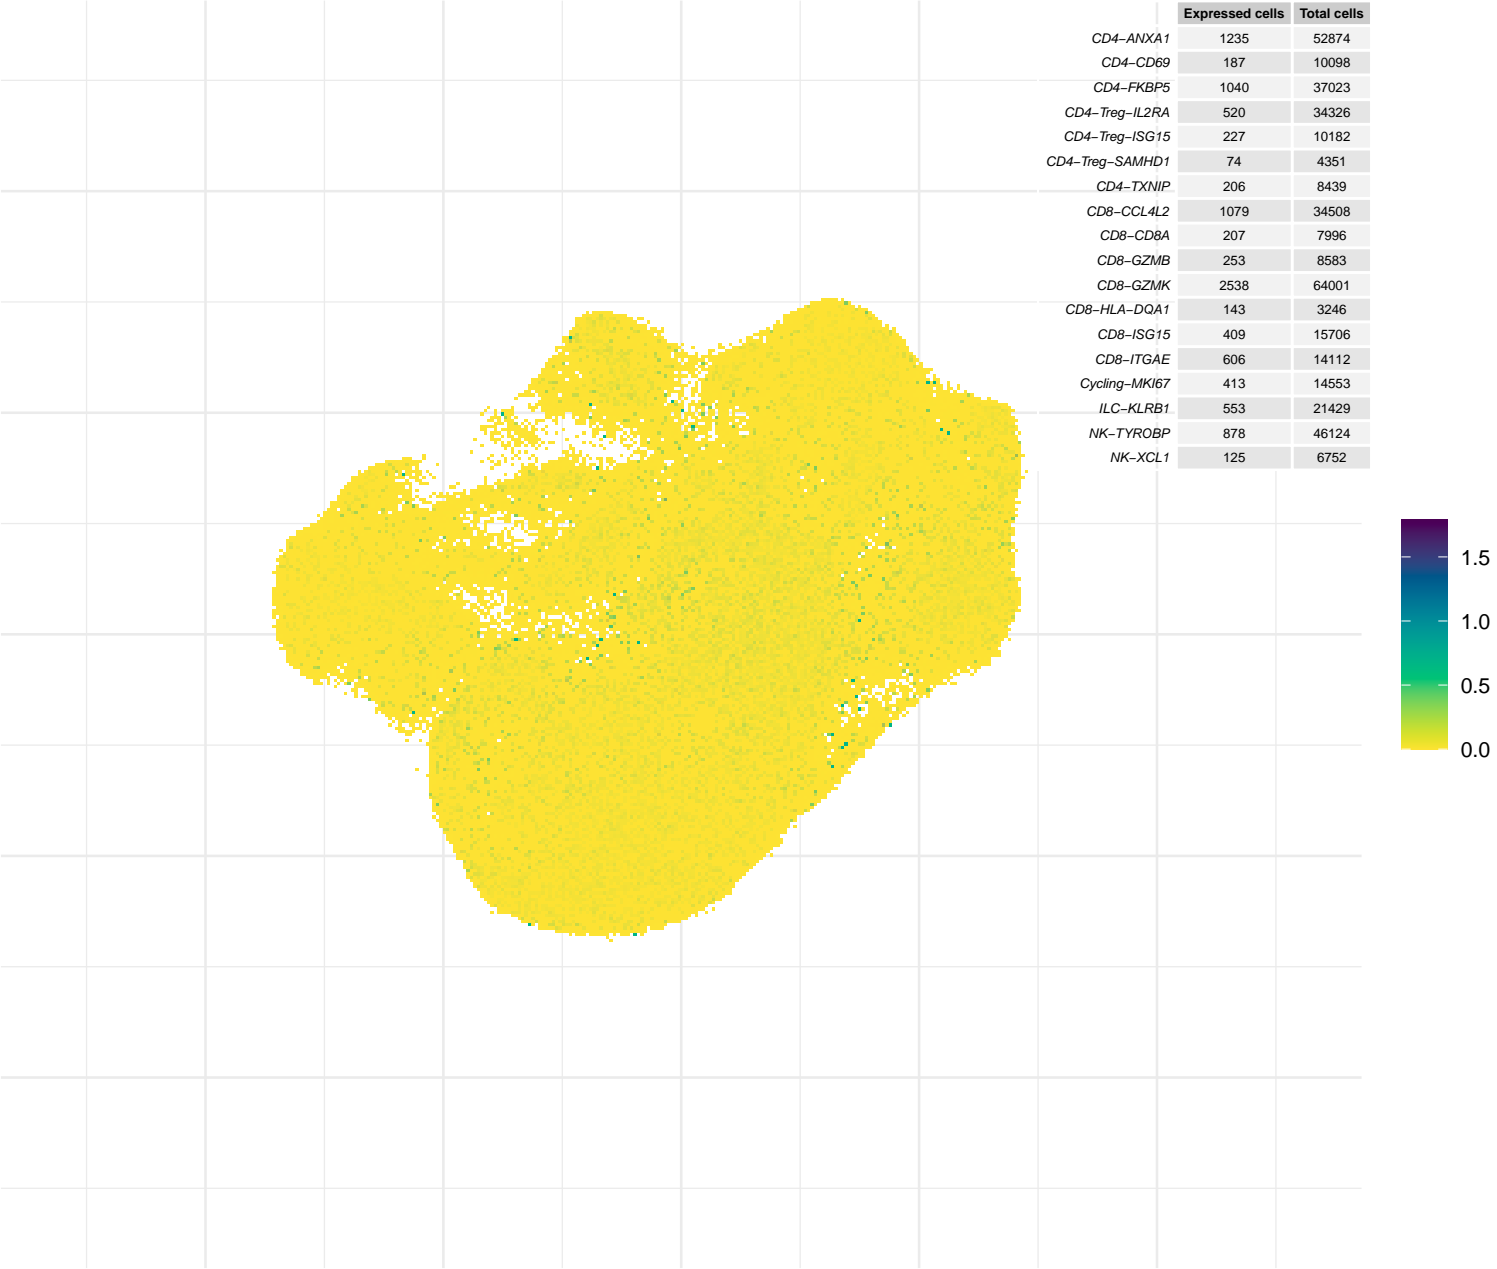 Expressed cells Total cells
CD4−ANXA1 1235 52874
CD4−CD69 187 10098
CD4−FKBP5 1040 37023
CD4−Treg−IL2RA 520 34326
CD4−Treg−ISG15 227 10182
CD4−Treg−SAMHD1 74 4351
CD4−TXNIP 206 8439
CD8−CCL4L2 1079 34508
CD8−CD8A 207 7996
CD8−GZMB 253 8583
CD8−GZMK 2538 64001
CD8−HLA−DQA1 143 3246
CD8−ISG15 409 15706
CD8−ITGAE 606 14112
Cycling−MKI67 413 14553
ILC−KLRB1 553 21429
NK−TYROBP 878 46124
NK−XCL1 125 6752
1.5
1.0
0.5
0.0